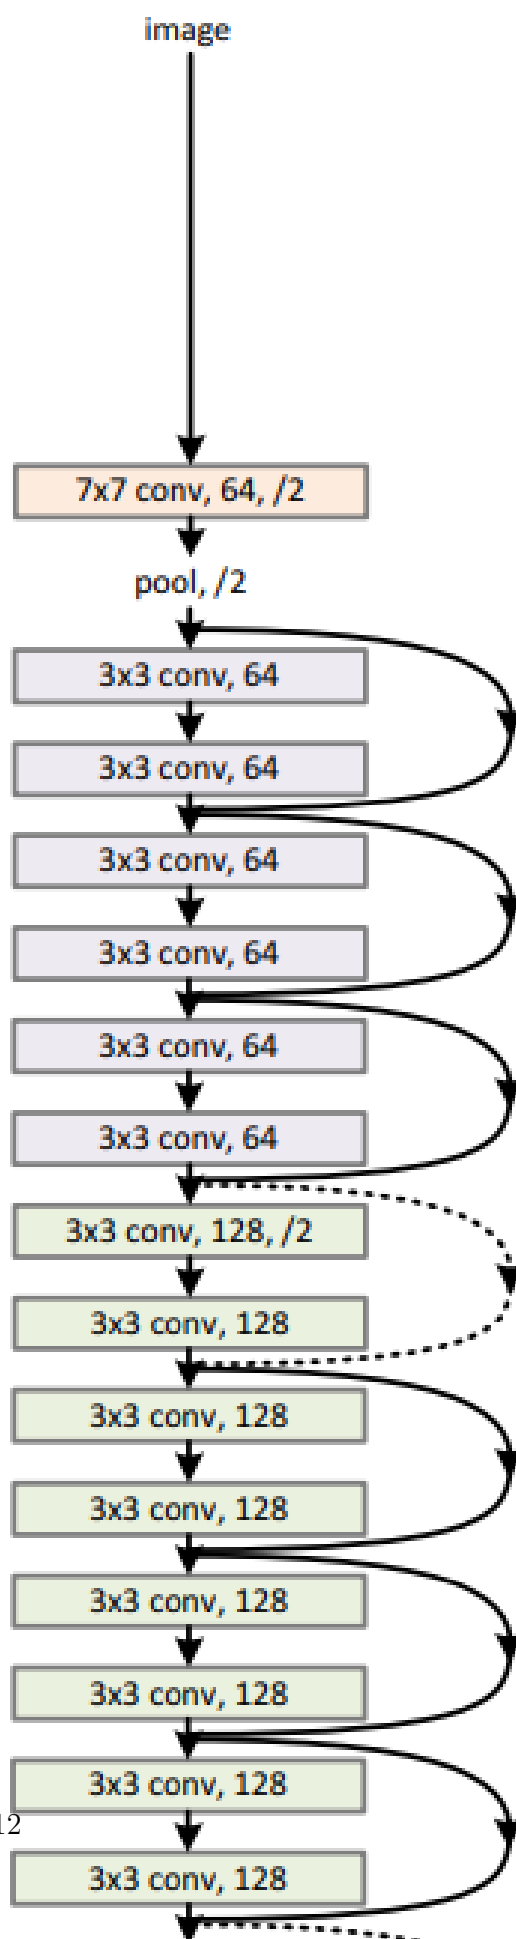 image
7x7 conv, 64, /2
pool, /2
3x3 conv, 64
3x3 conv, 64
3x3 conv, 64
3x3 conv, 64
3x3 conv, 64
3x3 conv, 64
3x3 conv, 128, /2
3x3 conv, 128
3x3 conv, 128
3x3 conv, 128
3x3 conv, 128
3x3 conv, 128
3x3 conv, 128
12
3x3 conv, 128